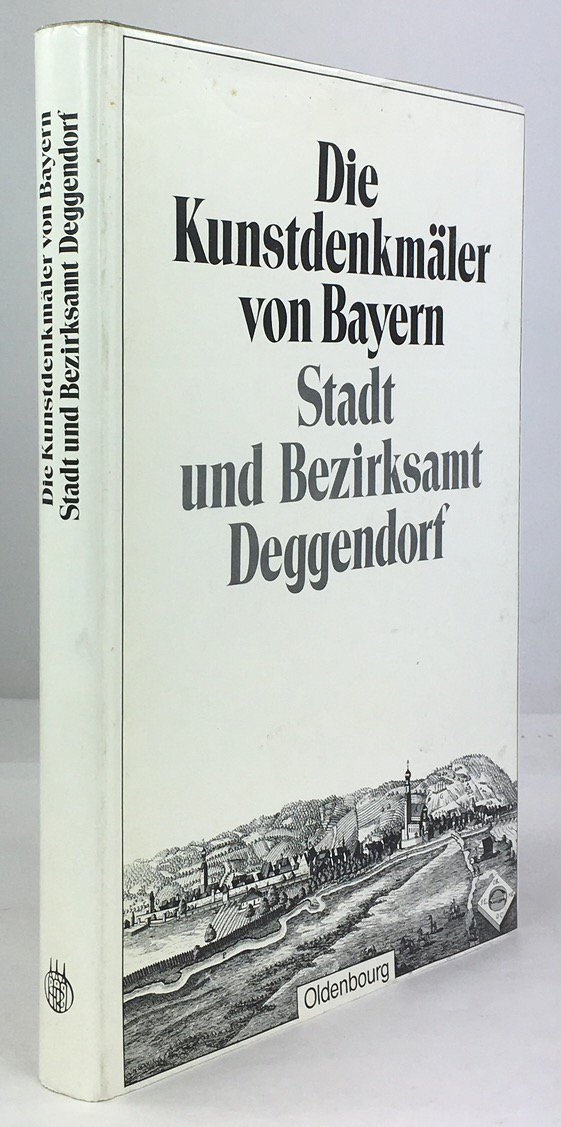 Die Kunstdenkmäler von Bayern
Stadt und Bezirksamt Deggendorf
Die
Kunstdenkmäler
von Bayern
Stadt
und Bezirksamt
Deggendorf
Oldenbourg